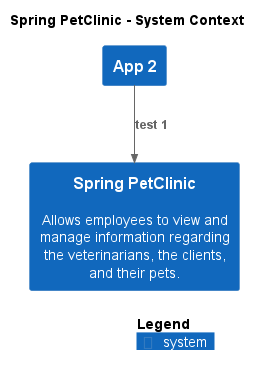 Spring PetClinic - System Context
App 2
test 1
Spring PetClinic
Allows employees to view and
manage information regarding
the veterinarians, the clients,
and their pets.
Legend
system